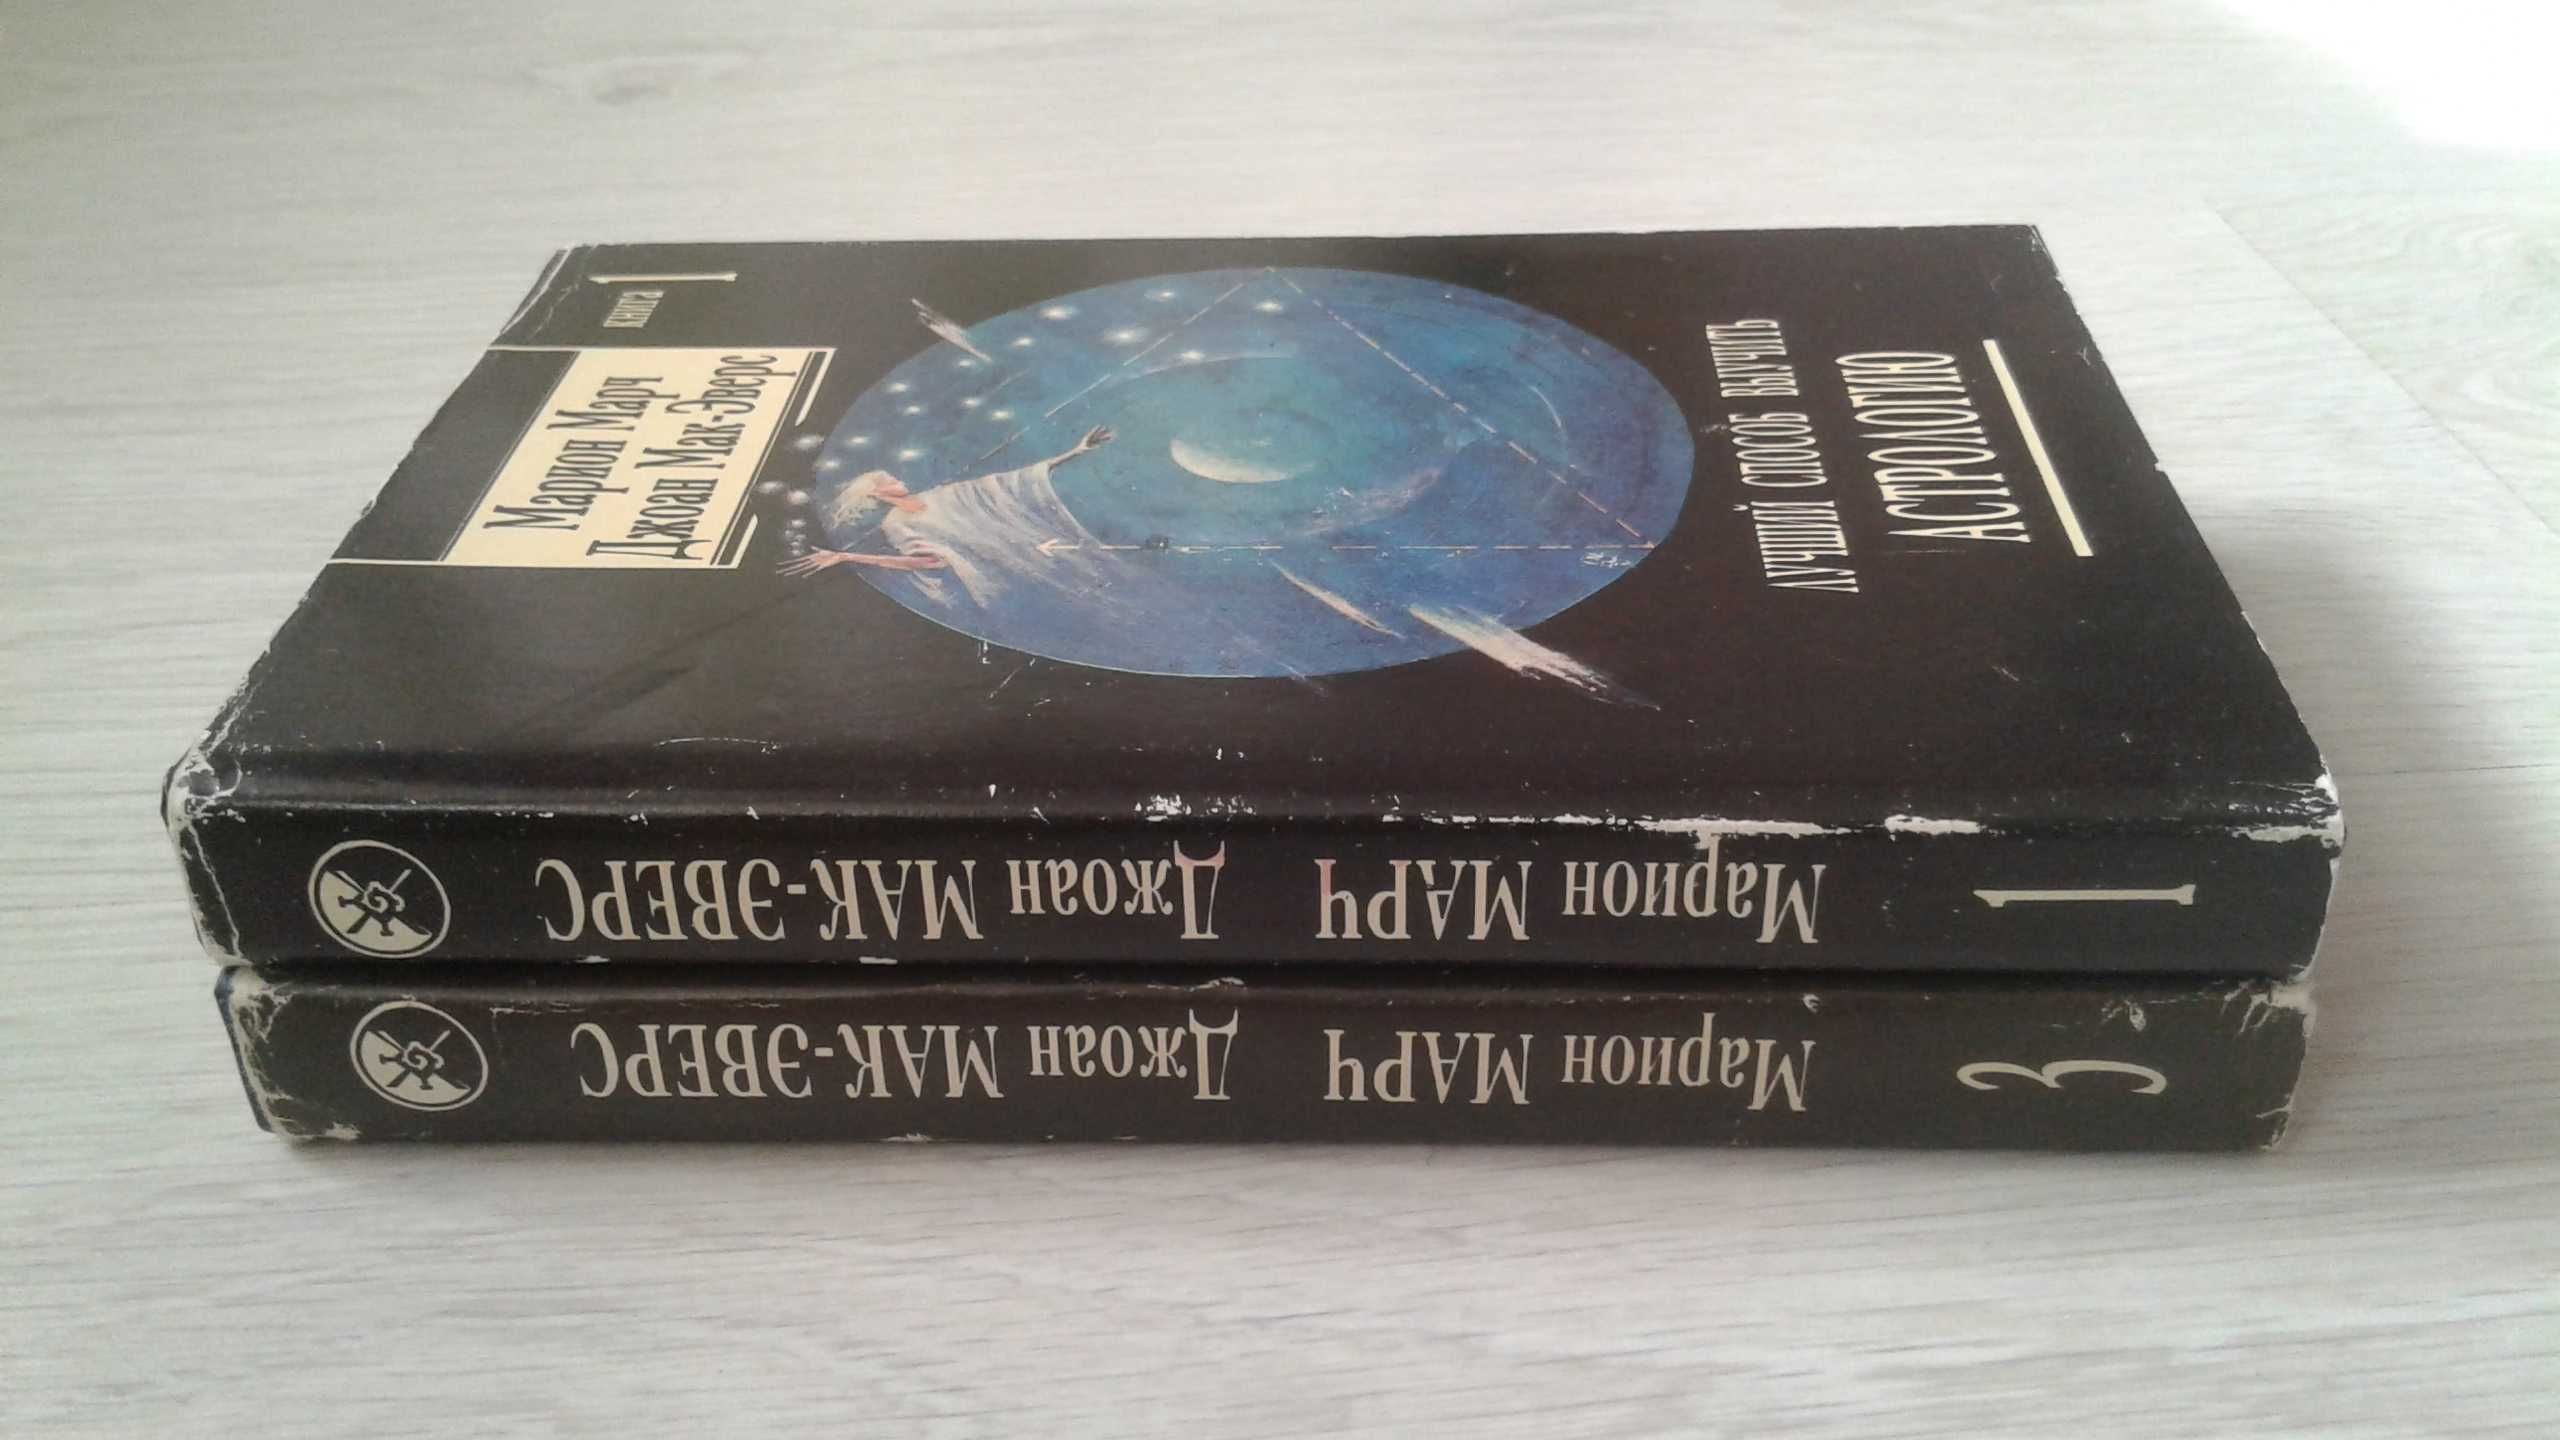 Марион Марч
Джоан Мак-Эверс
книга 1
ЛУЧШИЙ СПОСОБ ВЫУЧИТЬ
АСТРОЛОГИЮ
1 Марион МАРЧ Джоан МАК-ЭВЕРС
3 Марион МАРЧ Джоан МАК-ЭВЕРС